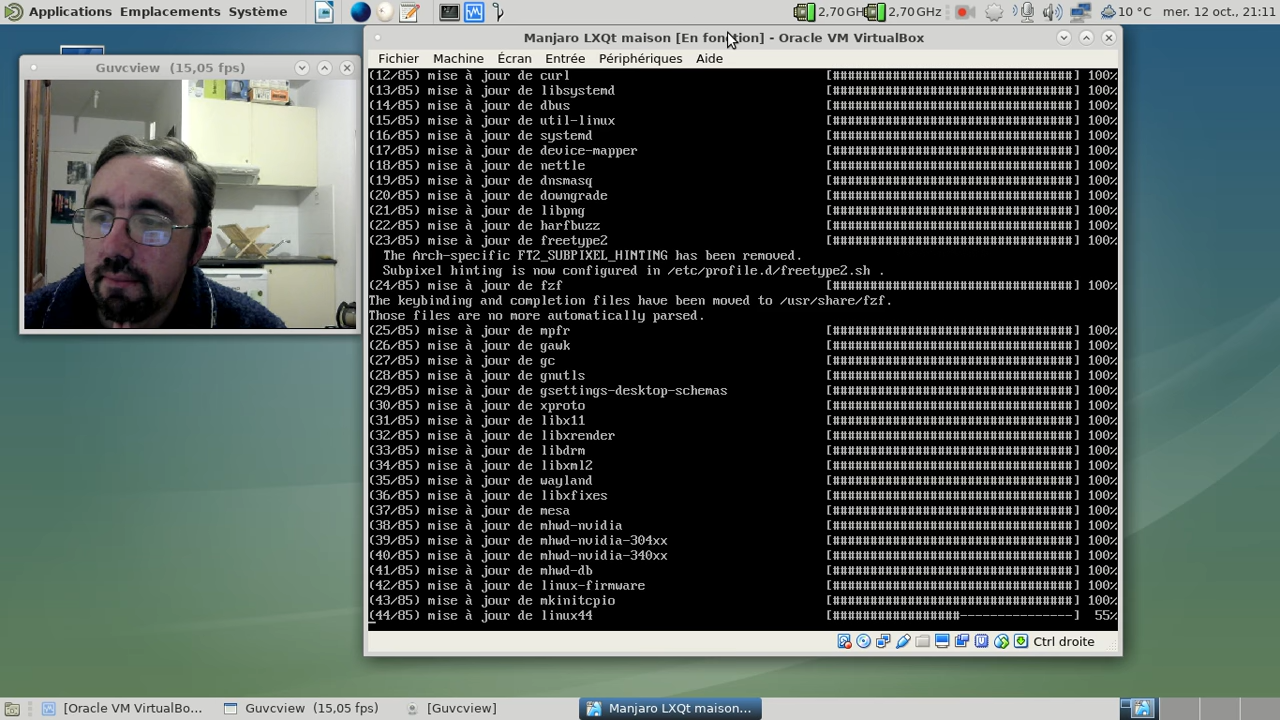 Applications Emplacements Système
2,70 GH 2,70 GHz
10 °C mer. 12 oct., 21:11
Guvcview (15,05 fps)
Manjaro LXQt maison [En fonction] - Oracle VM VirtualBox
Fichier Machine Écran Entrée Périphériques Aide
(12/85) mise à jour de curl [################################] 100%
(13/85) mise à jour de libsystemd [################################] 100%
(14/85) mise à jour de dbus [################################] 100%
(15/85) mise à jour de util-linux [################################] 100%
(16/85) mise à jour de systemd [################################] 100%
(17/85) mise à jour de device-mapper [################################] 100%
(18/85) mise à jour de nettle [################################] 100%
(19/85) mise à jour de dnsmasq [################################] 100%
(20/85) mise à jour de downgrade [################################] 100%
(21/85) mise à jour de libpng [################################] 100%
(22/85) mise à jour de harfbuzz [################################] 100%
(23/85) mise à jour de freetype2 [################################] 100%
The Arch-specific FT2_SUBPIXEL_HINTING has been removed.
Subpixel hinting is now configured in /etc/profile.d/freetype2.sh .
(24/85) mise à jour de fzf [################################] 100%
The keybinding and completion files have been moved to /usr/share/fzf.
Those files are no more automatically parsed.
(25/85) mise à jour de mpfr [################################] 100%
(26/85) mise à jour de gawk [################################] 100%
(27/85) mise à jour de gc [################################] 100%
(28/85) mise à jour de gnutls [################################] 100%
(29/85) mise à jour de gsettings-desktop-schemas [################################] 100%
(30/85) mise à jour de xproto [################################] 100%
(31/85) mise à jour de libx11 [################################] 100%
(32/85) mise à jour de libxrender [################################] 100%
(33/85) mise à jour de libdrm [################################] 100%
(34/85) mise à jour de libxml2 [################################] 100%
(35/85) mise à jour de wayland [################################] 100%
(36/85) mise à jour de libxfixes [################################] 100%
(37/85) mise à jour de mesa [################################] 100%
(38/85) mise à jour de mhwd-nvidia [################################] 100%
(39/85) mise à jour de mhwd-nvidia-304xx [################################] 100%
(40/85) mise à jour de mhwd-nvidia-340xx [################################] 100%
(41/85) mise à jour de mhwd-db [################################] 100%
(42/85) mise à jour de linux-firmware [################################] 100%
(43/85) mise à jour de mkinitcpio [################################] 100%
(44/85) mise à jour de linux44 [#################---------------] 55%
Ctrl droite
[Oracle VM VirtualBo... Guvcview (15,05 fps) [Guvcview] Manjaro LXQt maison...